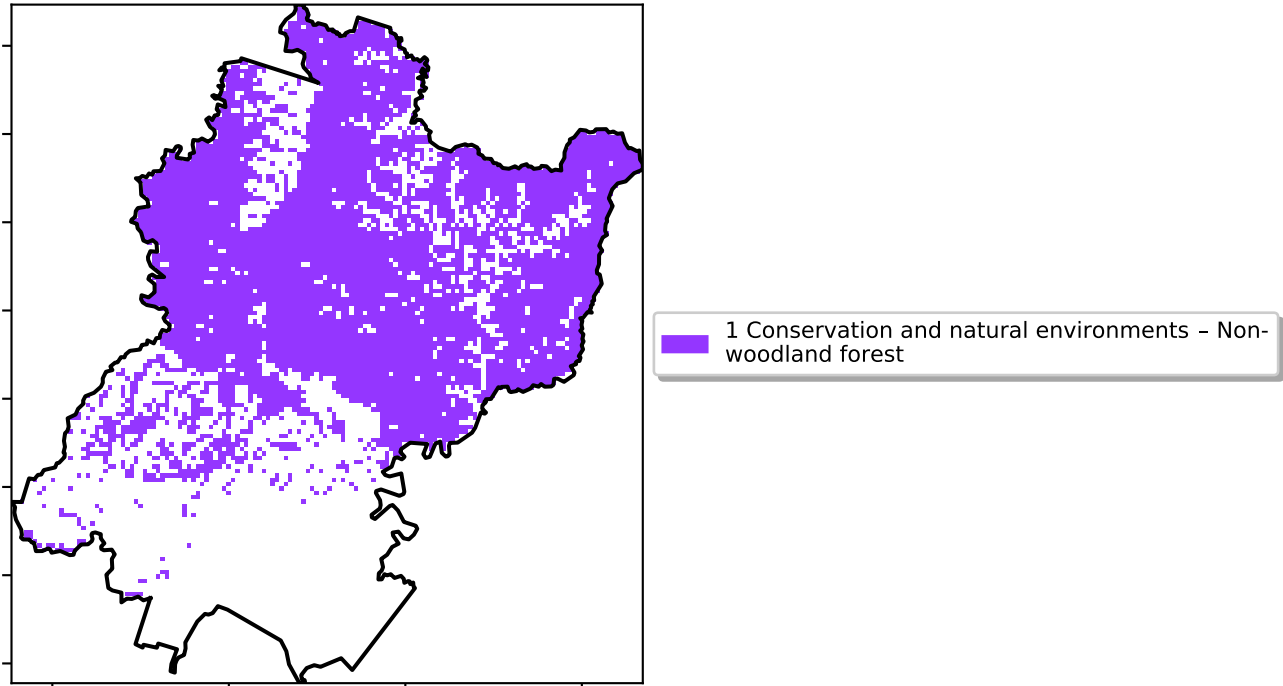 1 Conservation and natural environments – Non-
woodland forest